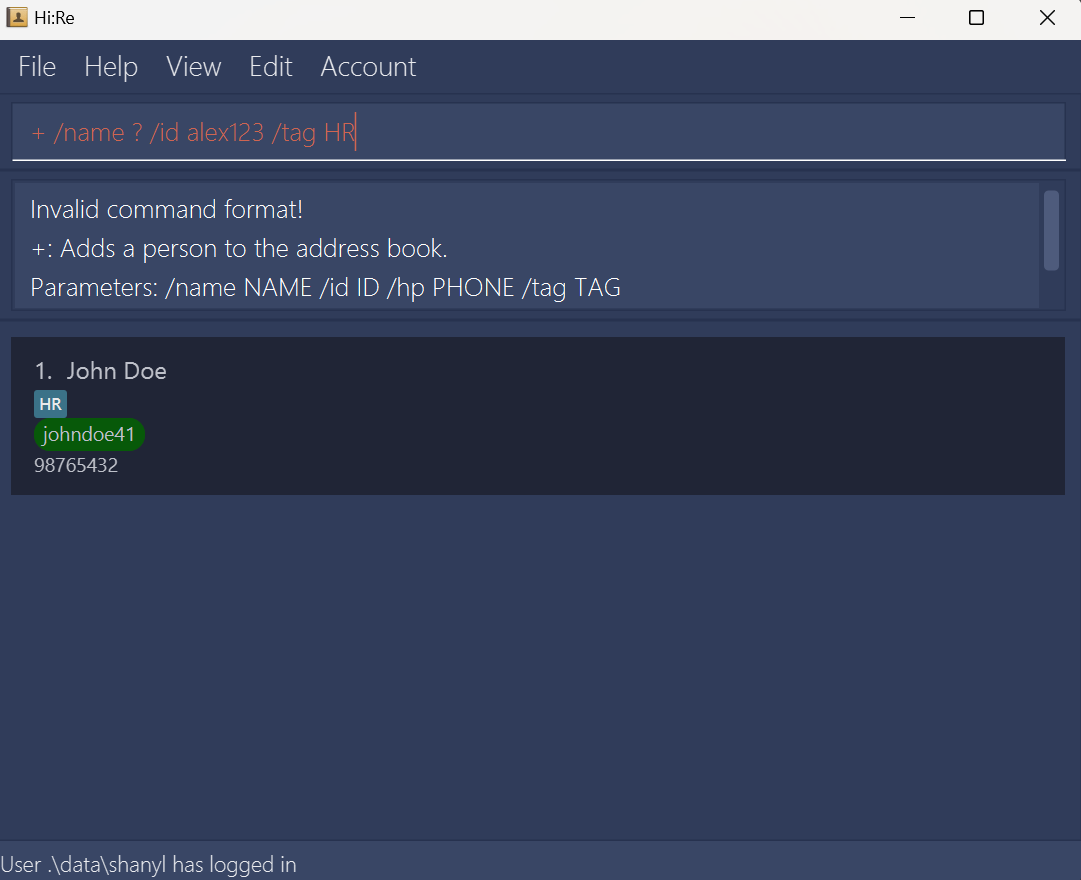 Hi:Re
File Help View Edit Account
+ /name ? /id alex123 /tag HR
Invalid command format!
+: Adds a person to the address book.
Parameters: /name NAME /id ID /hp PHONE /tag TAG
1. John Doe
HR
johndoe41
98765432
User .\data\shanyl has logged in